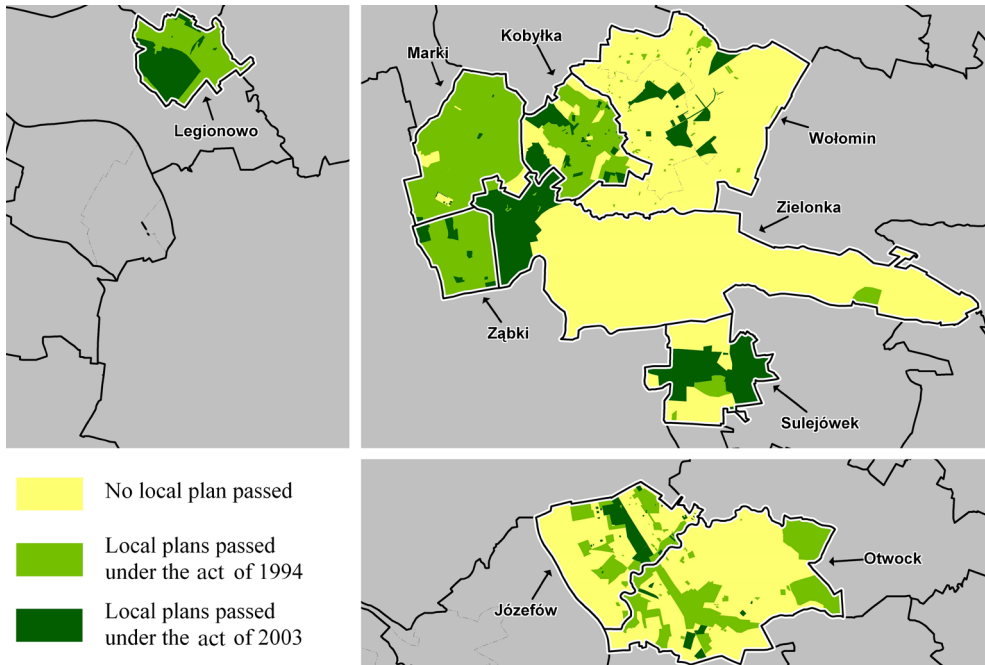 Legionowo
Marki
Kobyłka
Wołomin
Zielonka
Ząbki
Sulejówek
No local plan passed
Local plans passed
under the act of 1994
Local plans passed
under the act of 2003
Józefów
Otwock